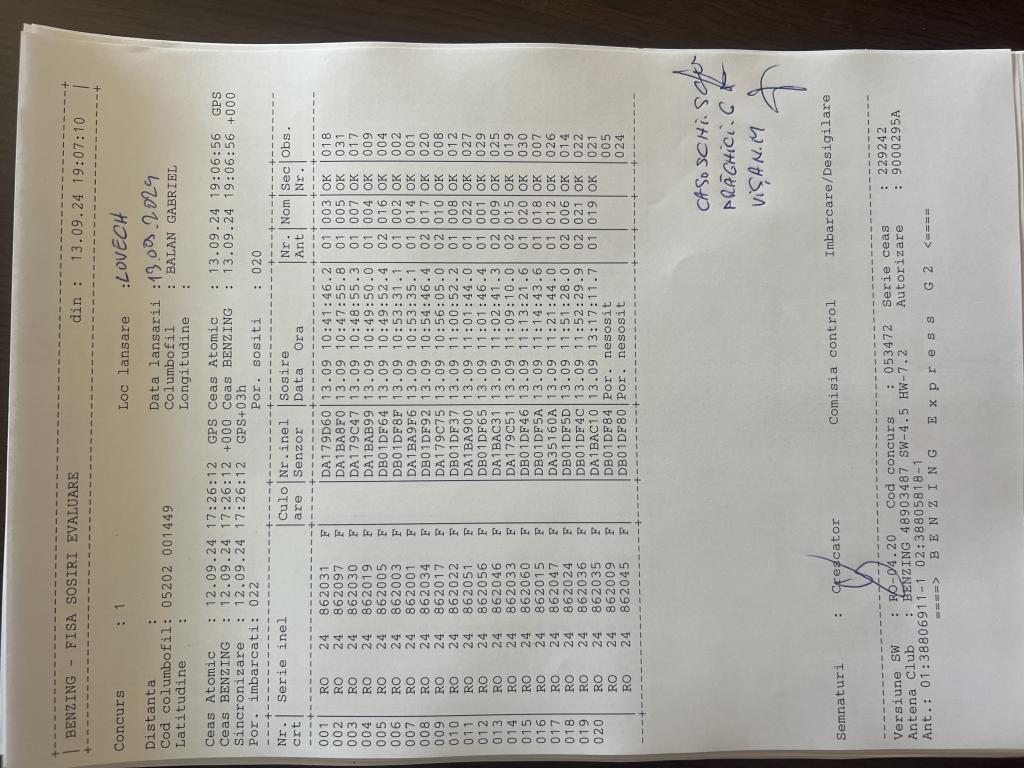 BENZING - FISA SOSIRI EVALUARE din : 13.09.24 19:07:10
Concurs : 1 Loc lansare : LOVECH
Distanta : Data lansarii : 13.09.2024
Cod columbofil: 05202 001449 Columbofil : BALAN GABRIEL
Latitudine : Longitudine :
Ceas Atomic : 12.09.24 17:26:12 GPS Ceas Atomic : 13.09.24 19:06:56 GPS
Ceas BENZING : 12.09.24 17:26:12 +000 Ceas BENZING : 13.09.24 19:06:56 +000
Sincronizare : 12.09.24 17:26:12 GPS+03h
Por. imbarcati: 022 Por. sositi : 020
Nr. Serie inel Culo Nr.inel Sosire Nr. Nom Sec Obs.
crt are Senzor Data Ora Ant Nr.
001 RO 24 862031 F DA179D60 13.09 10:41:46.2 01 003 OK 018
002 RO 24 862097 F DA1BA8F0 13.09 10:47:55.8 01 005 OK 031
003 RO 24 862030 F DA179C47 13.09 10:48:55.3 01 007 OK 017
004 RO 24 862019 F DA1BAB99 13.09 10:49:50.0 01 004 OK 009
005 RO 24 862005 F DB01DF64 13.09 10:49:52.4 02 016 OK 004
006 RO 24 862003 F DB01DF8F 13.09 10:53:31.1 01 002 OK 002
007 RO 24 862001 F DA1BA9F6 13.09 10:53:35.1 01 014 OK 001
008 RO 24 862034 F DB01DF92 13.09 10:54:46.4 02 017 OK 020
009 RO 24 862017 F DA179C75 13.09 10:56:05.0 02 010 OK 008
010 RO 24 862022 F DB01DF37 13.09 11:00:52.2 01 008 OK 012
011 RO 24 862051 F DA1BA900 13.09 11:01:44.0 01 001 OK 027
012 RO 24 862056 F DB01DF65 13.09 11:01:46.4 01 022 OK 029
013 RO 24 862046 F DA1BAC31 13.09 11:02:41.3 02 009 OK 025
014 RO 24 862033 F DA179C51 13.09 11:09:10.0 02 015 OK 019
015 RO 24 862060 F DB01DF46 13.09 11:13:21.6 01 020 OK 030
016 RO 24 862015 F DB01DF5A 13.09 11:14:43.6 01 018 OK 007
017 RO 24 862047 F DA35160A 13.09 11:21:44.0 01 012 OK 026
018 RO 24 862024 F DB01DF5D 13.09 11:51:28.0 02 006 OK 014
019 RO 24 862036 F DB01DF4C 13.09 11:52:29.9 02 021 OK 022
020 RO 24 862035 F DA1BAC10 13.09 13:17:11.7 01 019 OK 021
RO 24 862009 F DB01DF84 Por. nesosit 005
RO 24 862045 F DB01DF80 Por. nesosit 024
CASOSCHI.S
DRĂGHICI.C
VIȘAN.M
Semnaturi : Crescator Comisia control Imbarcare/Desigilare
Versiune SW : RO-04.20 Cod concurs : 053472 Serie ceas : 229242
Antena Club : BENZING 48903487 SW-4.5 HW-7.2 Autorizare : 9000295A
Ant.: 01:38806911-1 02:38805818-1
====> B E N Z I N G E x p r e s s G 2 <====